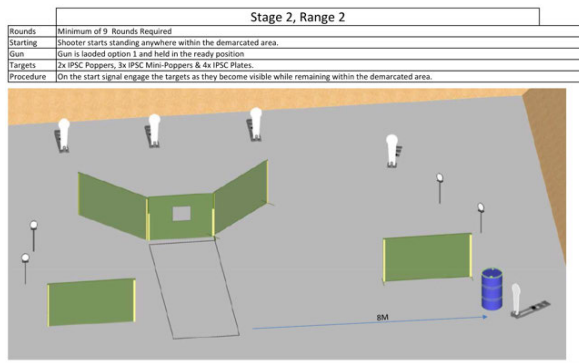 Stage 2, Range 2
Rounds Minimum of 9 Rounds Required
Starting Shooter starts standing anywhere within the demarcated area.
Gun Gun is laoded option 1 and held in the ready position
Targets 2x IPSC Poppers, 3x IPSC Mini-Poppers & 4x IPSC Plates.
Procedure On the start signal engage the targets as they become visible while remaining within the demarcated area.
8M